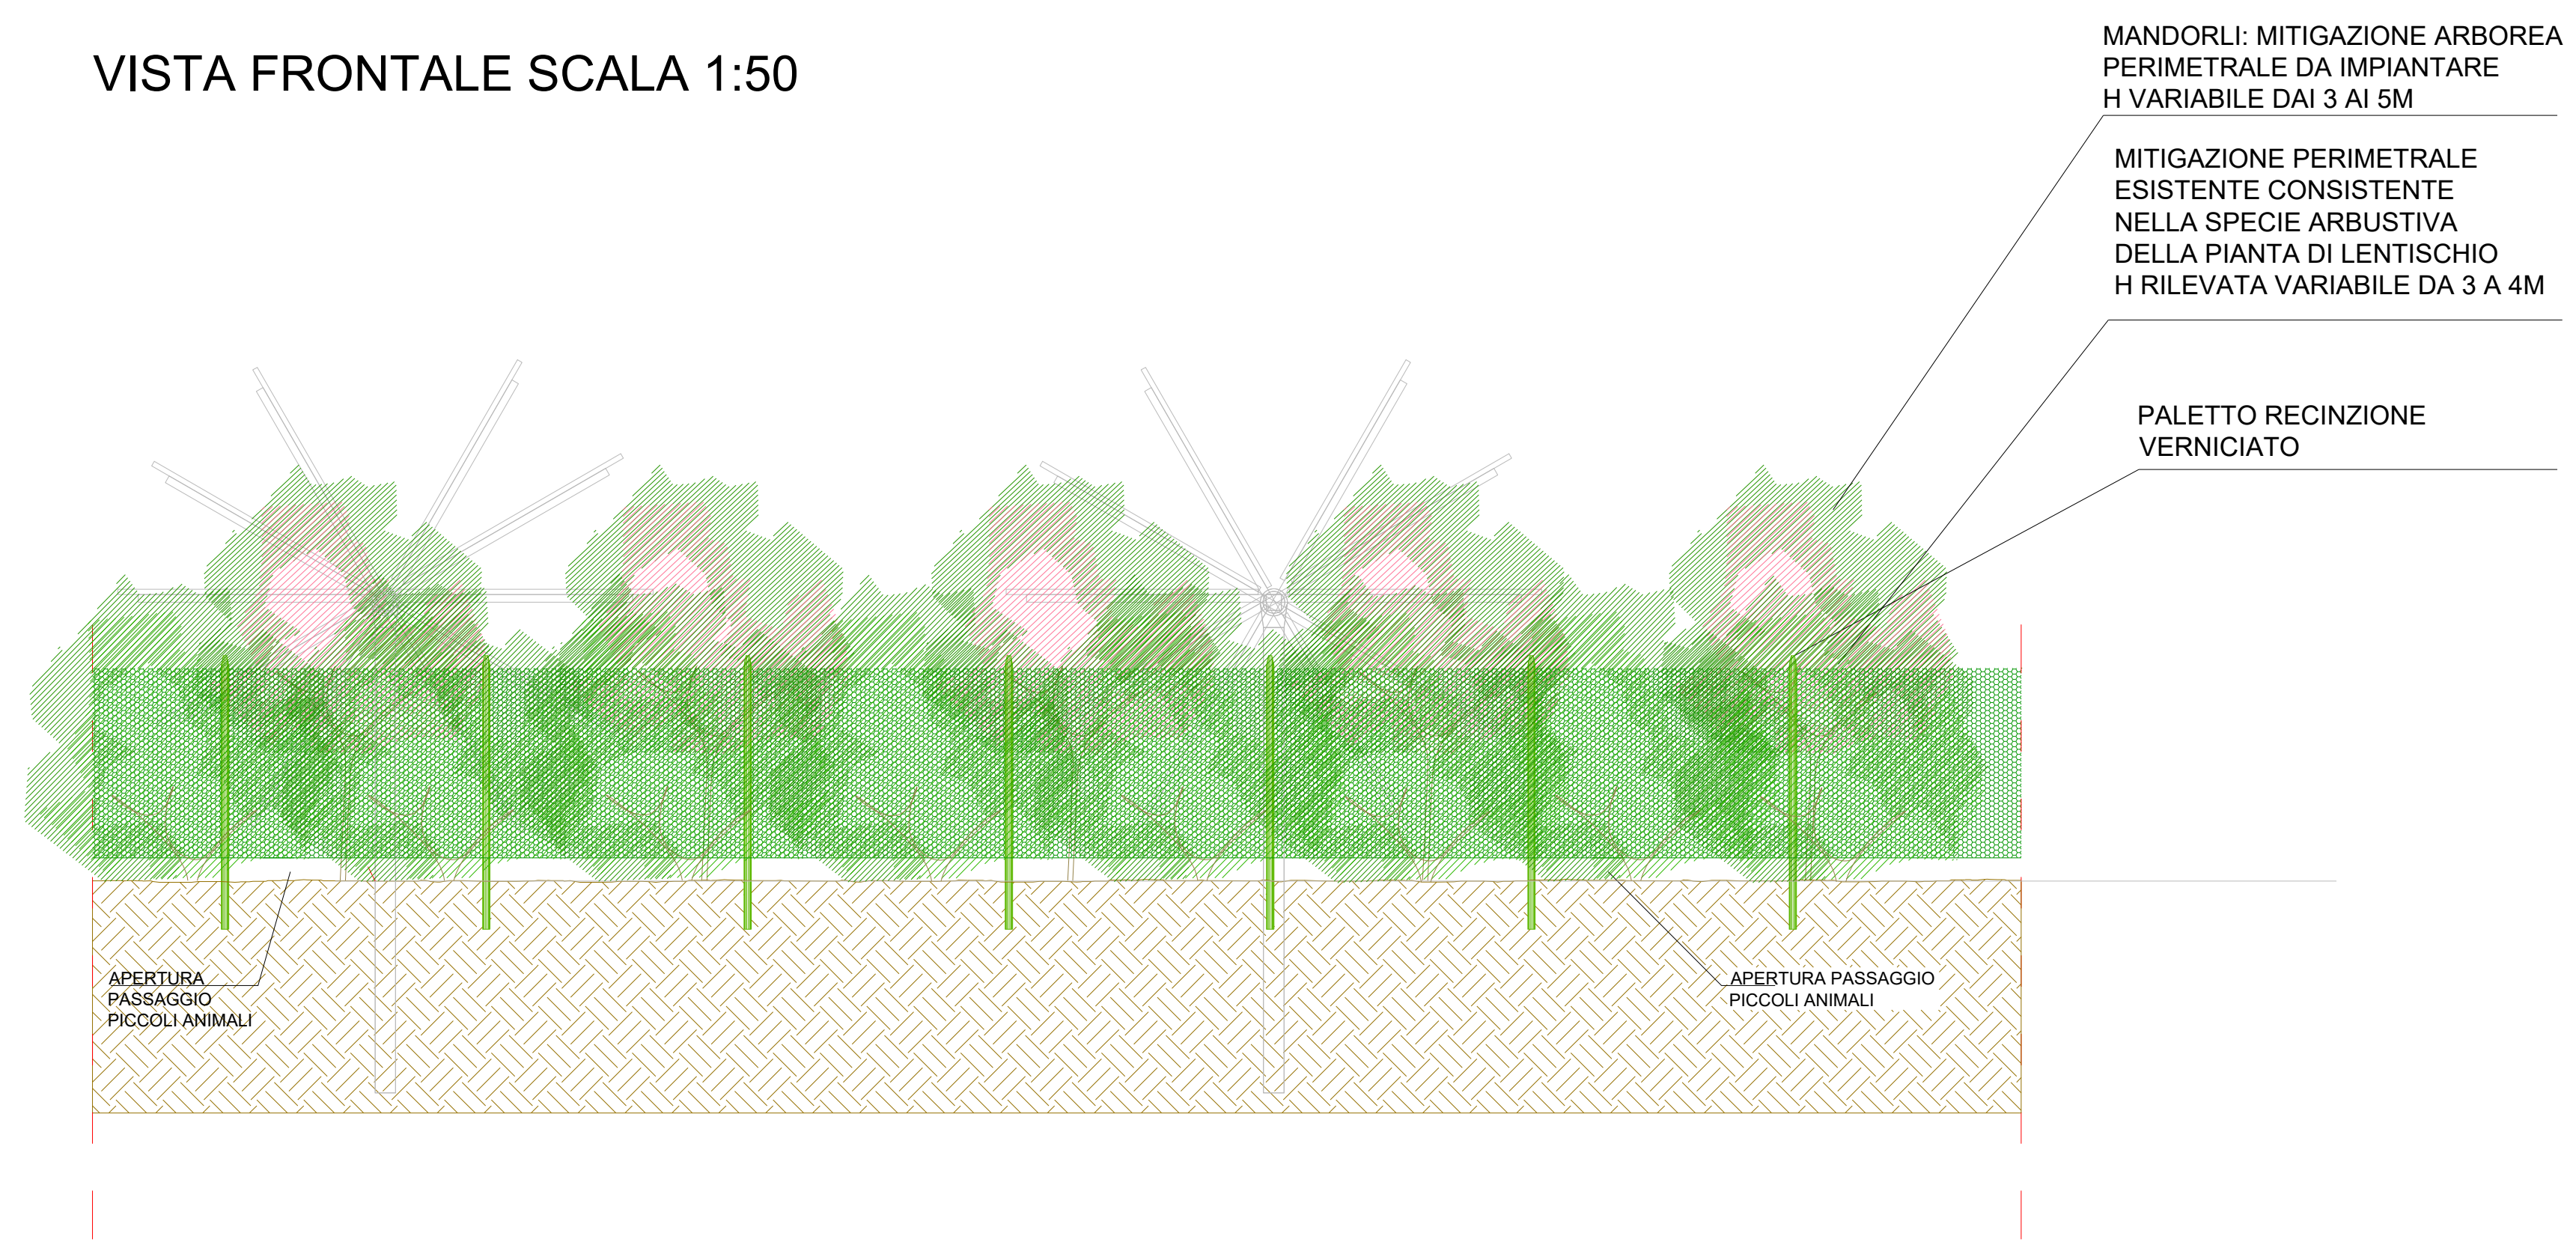 VISTA FRONTALE SCALA 1:50
MANDORLI: MITIGAZIONE ARBOREA
PERIMETRALE DA IMPIANTARE
H VARIABILE DAI 3 AI 5M
MITIGAZIONE PERIMETRALE
ESISTENTE CONSISTENTE
NELLA SPECIE ARBUSTIVA
DELLA PIANTA DI LENTISCHIO
H RILEVATA VARIABILE DA 3 A 4M
PALETTO RECINZIONE
VERNICIATO
APERTURA
PASSAGGIO
PICCOLI ANIMALI
APERTURA PASSAGGIO
PICCOLI ANIMALI